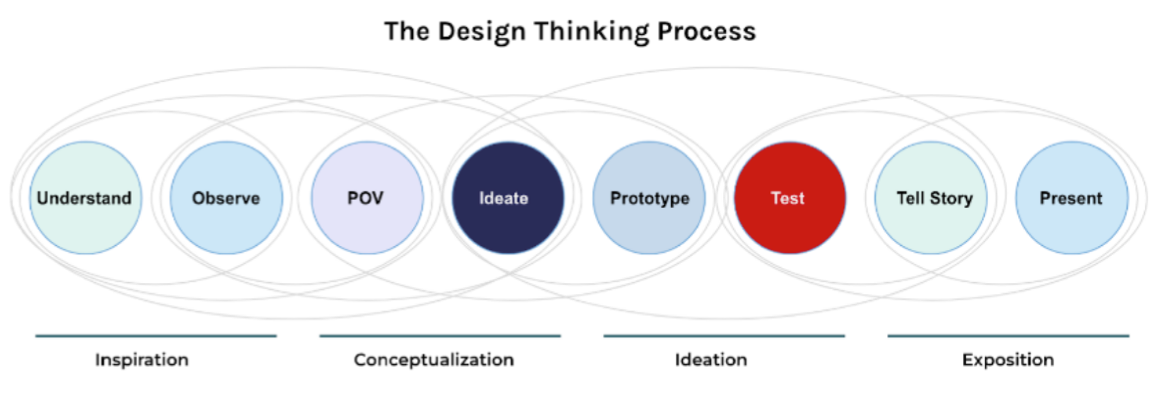 The Design Thinking Process
Understand
Observe
POV
Ideate
Prototype
Test
Tell Story
Present
Inspiration
Conceptualization
Ideation
Exposition